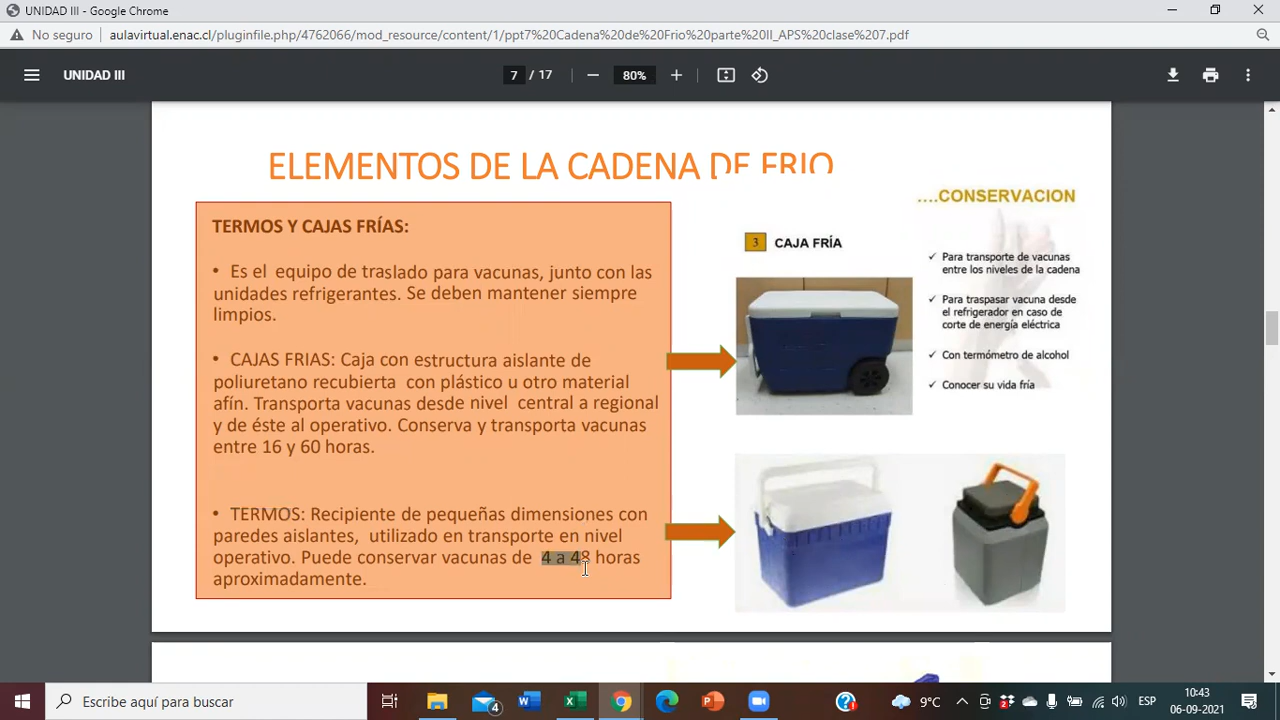 UNIDAD III - Google Chrome
No seguro
aulavirtual.enac.cl/pluginfile.php/4762066/mod_resource/content/1/ppt7%20Cadena%20de%20Frio%20parte%20II_APS%20clase%207.pdf
UNIDAD III
7 / 17
80%
ELEMENTOS DE LA CADENA DE FRIO
TERMOS Y CAJAS FRÍAS:
• Es el equipo de traslado para vacunas, junto con las
unidades refrigerantes. Se deben mantener siempre
limpios.
• CAJAS FRIAS: Caja con estructura aislante de
poliuretano recubierta con plástico u otro material
afín. Transporta vacunas desde nivel central a regional
y de éste al operativo. Conserva y transporta vacunas
entre 16 y 60 horas.
• TERMOS: Recipiente de pequeñas dimensiones con
paredes aislantes, utilizado en transporte en nivel
operativo. Puede conservar vacunas de 4 a 48 horas
aproximadamente.
....CONSERVACION
3 CAJA FRÍA
✓ Para transporte de vacunas
entre los niveles de la cadena
✓ Para traspasar vacuna desde
el refrigerador en caso de
corte de energía eléctrica
✓ Con termómetro de alcohol
✓ Conocer su vida fría
Escribe aquí para buscar
4
9°C
ESP
10:43
06-09-2021